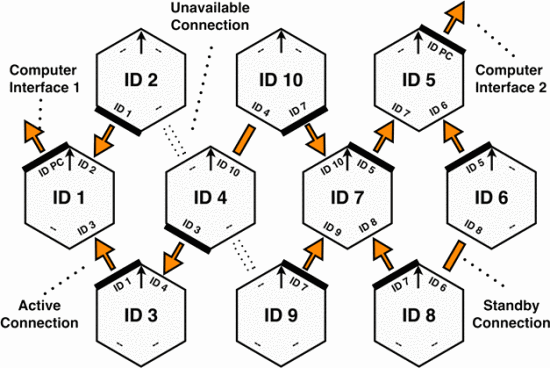 Unavailable
Connection
Computer
Interface 1
Computer
Interface 2
ID 2
ID 1
ID 10
ID 4
ID 7
ID PC
ID 5
ID 7
ID 6
ID PC
ID 2
ID 1
ID 3
ID 10
ID 4
ID 3
ID 10
ID 5
ID 7
ID 9
ID 8
ID 5
ID 6
ID 8
ID 1
ID 4
ID 3
ID 7
ID 9
ID 7
ID 6
ID 8
Active
Connection
Standby
Connection